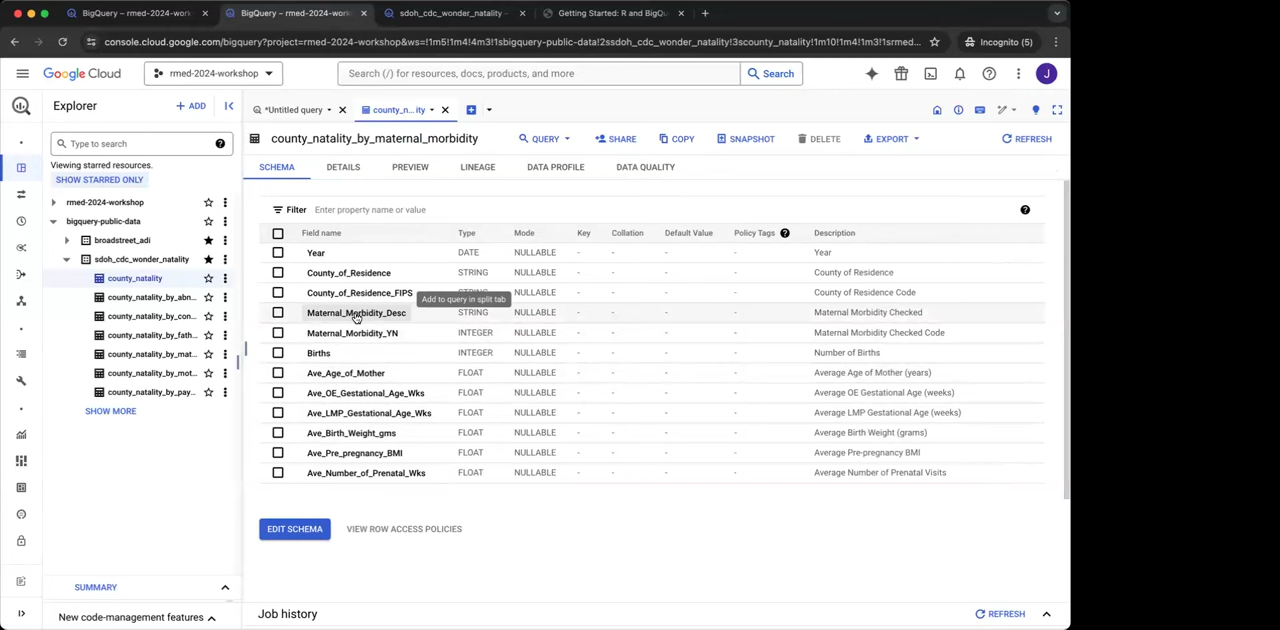 BigQuery – rmed-2024-work
BigQuery – rmed-2024-work
sdoh_cdc_wonder_natality
Getting Started: R and BigQu
console.cloud.google.com/bigquery?project=rmed-2024-workshop&ws=!1m5!1m4!4m3!1sbigquery-public-data!2ssdoh_cdc_wonder_natality!3scounty_natality!1m10!1m4!1m3!1srmed...
Incognito (5)
Google Cloud
rmed-2024-workshop
Search (/) for resources, docs, products, and more
Search
J
Explorer
+ ADD
*Untitled query
county_n...ity
Type to search
?
county_natality_by_maternal_morbidity
QUERY
SHARE
COPY
SNAPSHOT
DELETE
EXPORT
REFRESH
Viewing starred resources.
SHOW STARRED ONLY
SCHEMA
DETAILS
PREVIEW
LINEAGE
DATA PROFILE
DATA QUALITY
rmed-2024-workshop
bigquery-public-data
broadstreet_adi
sdoh_cdc_wonder_natality
county_natality
county_natality_by_abn...
county_natality_by_con...
county_natality_by_fath...
county_natality_by_mat...
county_natality_by_mot...
county_natality_by_pay...
SHOW MORE
Filter Enter property name or value
Field name Type Mode Key Collation Default Value Policy Tags Description
Year DATE NULLABLE - - - - Year
County_of_Residence STRING NULLABLE - - - - County of Residence
County_of_Residence_FIPS STRING NULLABLE - - - - County of Residence Code
Add to query in split tab
Maternal_Morbidity_Desc STRING NULLABLE - - - - Maternal Morbidity Checked
Maternal_Morbidity_YN INTEGER NULLABLE - - - - Maternal Morbidity Checked Code
Births INTEGER NULLABLE - - - - Number of Births
Ave_Age_of_Mother FLOAT NULLABLE - - - - Average Age of Mother (years)
Ave_OE_Gestational_Age_Wks FLOAT NULLABLE - - - - Average OE Gestational Age (weeks)
Ave_LMP_Gestational_Age_Wks FLOAT NULLABLE - - - - Average LMP Gestational Age (weeks)
Ave_Birth_Weight_gms FLOAT NULLABLE - - - - Average Birth Weight (grams)
Ave_Pre_pregnancy_BMI FLOAT NULLABLE - - - - Average Pre-pregnancy BMI
Ave_Number_of_Prenatal_Wks FLOAT NULLABLE - - - - Average Number of Prenatal Visits
EDIT SCHEMA
VIEW ROW ACCESS POLICIES
SUMMARY
New code-management features
Job history
REFRESH